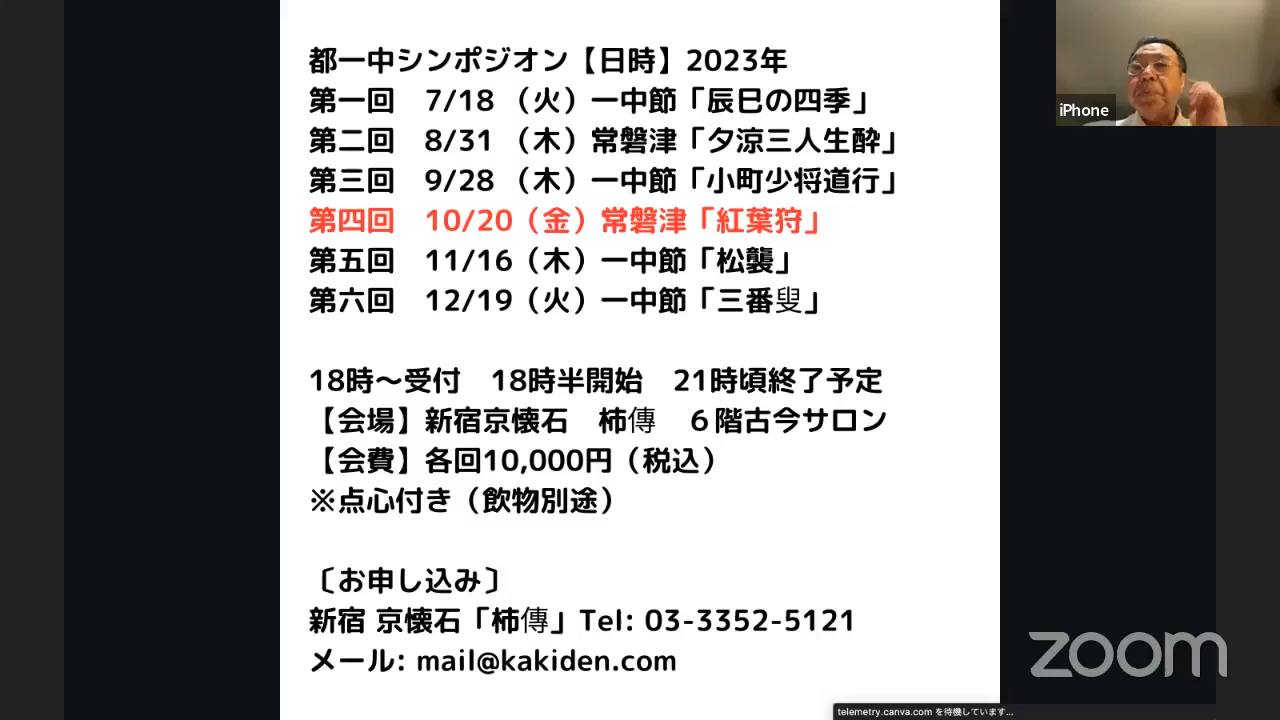 都一中シンポジオン【日時】2023年
第一回　7/18 （火）一中節「辰巳の四季」
第二回　8/31 （木）常磐津「夕涼三人生酔」
第三回　9/28 （木）一中節「小町少将道行」
第四回　10/20（金）常磐津「紅葉狩」
第五回　11/16（木）一中節「松襲」
第六回　12/19（火）一中節「三番叟」
18時～受付　18時半開始　21時頃終了予定
【会場】新宿京懐石　柿傳　６階古今サロン
【会費】各回10,000円（税込）
※点心付き（飲物別途）
〔お申し込み〕
新宿 京懐石「柿傳」Tel: 03-3352-5121
メール: mail@kakiden.com
iPhone
zoom
telemetry.canva.com を待機しています...